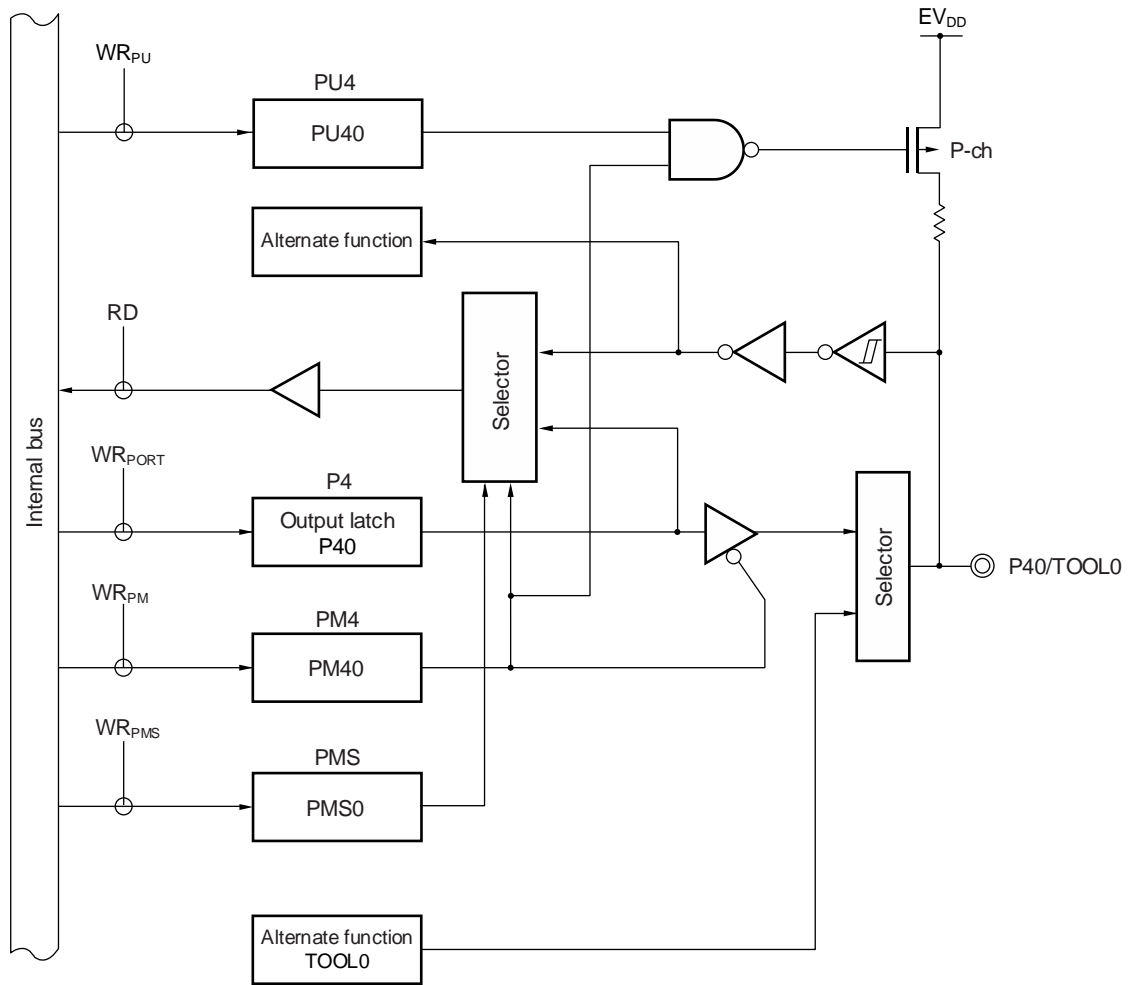 EVDD
WRPU
PU4
PU40
P-ch
Alternate function
RD
Selector
Internal bus
WRPORT
P4
Output latch
P40
Selector
P40/TOOL0
WRPM
PM4
PM40
WRPMS
PMS
PMS0
Alternate function
TOOL0